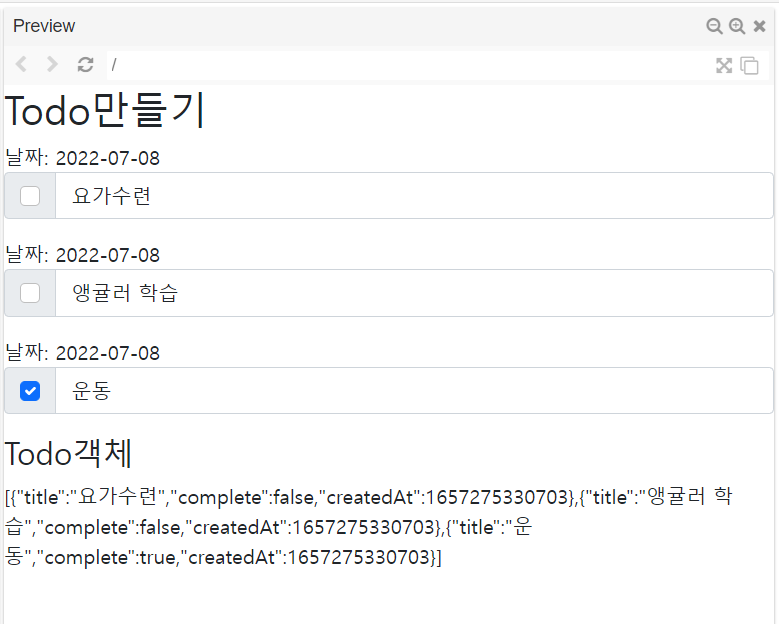 Preview
/
Todo만들기
날짜: 2022-07-08
요가수련
날짜: 2022-07-08
앵귤러 학습
날짜: 2022-07-08
운동
Todo객체
[{"title":"요가수련","complete":false,"createdAt":1657275330703},{"title":"앵귤러 학
습","complete":false,"createdAt":1657275330703},{"title":"운
동","complete":true,"createdAt":1657275330703}]